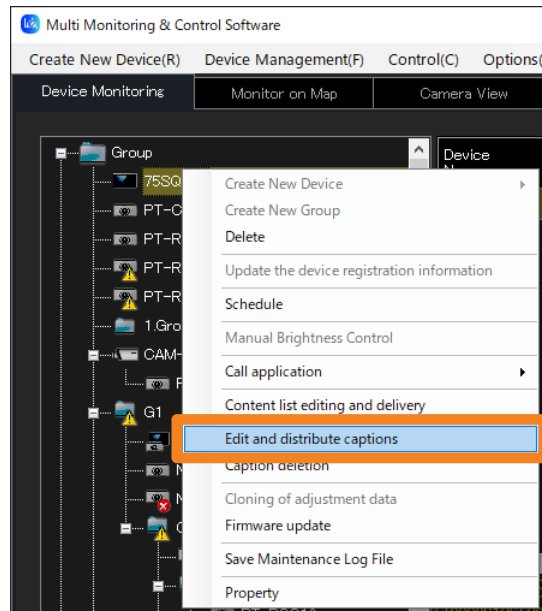 Multi Monitoring & Control Software
Create New Device(R) Device Management(F) Control(C) Options(
Device Monitoring Monitor on Map Camera View
Group
Device
75SQ
Create New Device
PT-C
Create New Group
PT-R
Delete
PT-R
Update the device registration information
PT-R
Schedule
1.Gro
Manual Brightness Control
CAM-
Call application
Content list editing and delivery
G1
Edit and distribute captions
Caption deletion
Cloning of adjustment data
Firmware update
Save Maintenance Log File
Property